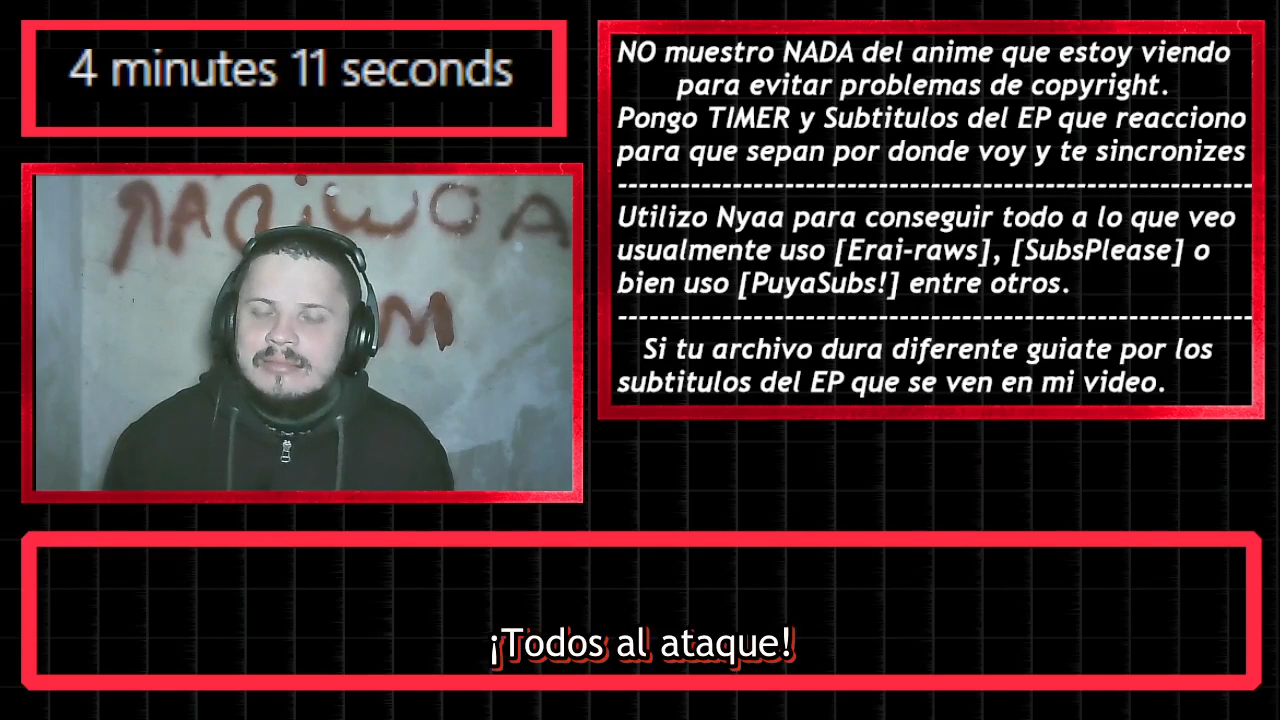 4 minutes 11 seconds
NO muestro NADA del anime que estoy viendo
para evitar problemas de copyright.
Pongo TIMER y Subtitulos del EP que reacciono
para que sepan por donde voy y te sincronizes
Utilizo Nyaa para conseguir todo a lo que veo
usualmente uso [Erai-raws], [SubsPlease] o
bien uso [PuyaSubs!] entre otros.
Si tu archivo dura diferente guiate por los
subtitulos del EP que se ven en mi video.
¡Todos al ataque!